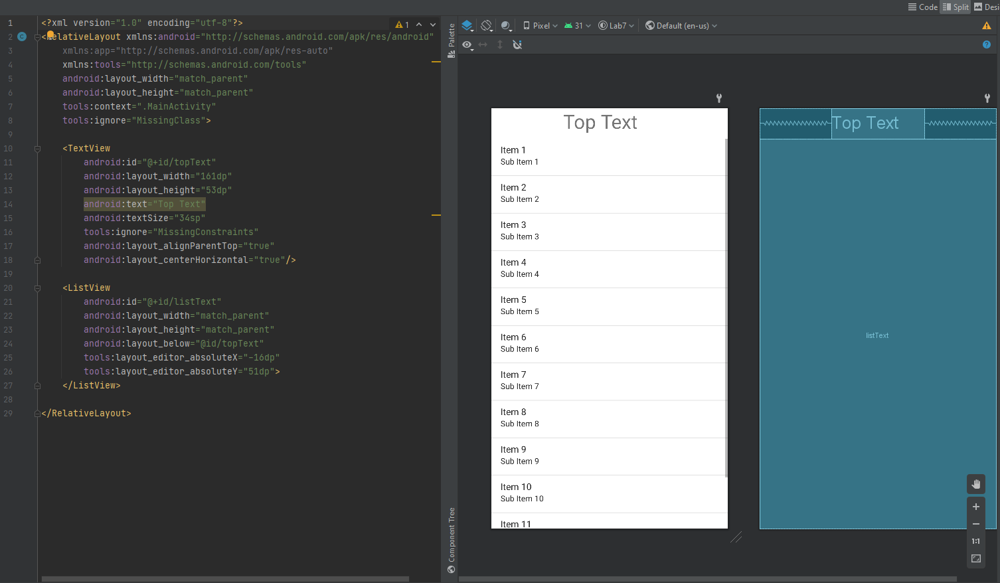 Code Split Desi
1 <?xml version="1.0" encoding="utf-8"?>
2 <RelativeLayout xmlns:android="http://schemas.android.com/apk/res/android"
3 xmlns:app="http://schemas.android.com/apk/res-auto"
4 xmlns:tools="http://schemas.android.com/tools"
5 android:layout_width="match_parent"
6 android:layout_height="match_parent"
7 tools:context=".MainActivity"
8 tools:ignore="MissingClass">
9
10 <TextView
11 android:id="@+id/topText"
12 android:layout_width="161dp"
13 android:layout_height="53dp"
14 android:text="Top Text"
15 android:textSize="34sp"
16 tools:ignore="MissingConstraints"
17 android:layout_alignParentTop="true"
18 android:layout_centerHorizontal="true"/>
19
20 <ListView
21 android:id="@+id/listText"
22 android:layout_width="match_parent"
23 android:layout_height="match_parent"
24 android:layout_below="@id/topText"
25 tools:layout_editor_absoluteX="-16dp"
26 tools:layout_editor_absoluteY="51dp">
27 </ListView>
28
29 </RelativeLayout>
1
C
Palette
Component Tree
Pixel 31 Lab7 Default (en-us)
?
Top Text
Item 1
Sub Item 1
Item 2
Sub Item 2
Item 3
Sub Item 3
Item 4
Sub Item 4
Item 5
Sub Item 5
Item 6
Sub Item 6
Item 7
Sub Item 7
Item 8
Sub Item 8
Item 9
Sub Item 9
Item 10
Sub Item 10
Item 11
Top Text
listText
1:1